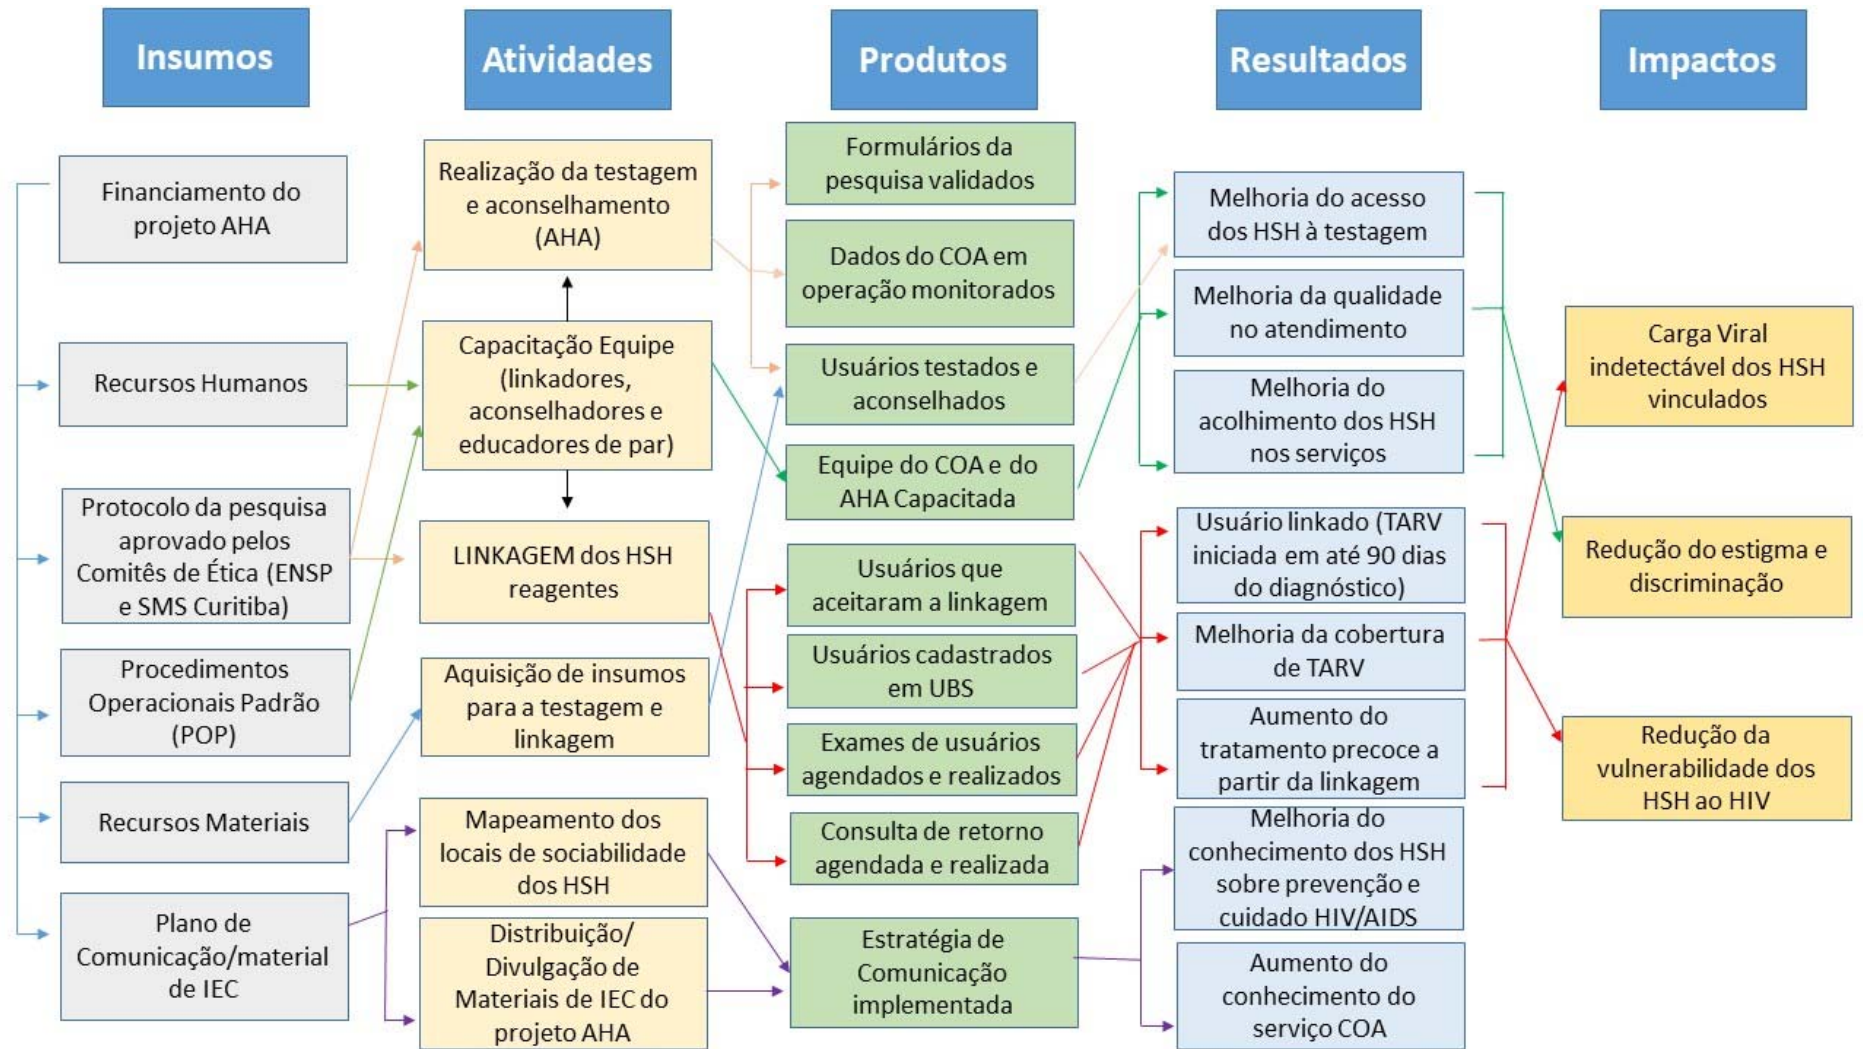 Insumos
Atividades
Produtos
Resultados
Impactos
Financiamento do
projeto AHA
Recursos Humanos
Protocolo da pesquisa
aprovado pelos
Comitês de Ética (ENSP
e SMS Curitiba)
Procedimentos
Operacionais Padrão
(POP)
Recursos Materiais
Plano de
Comunicação/material
de IEC
Realização da testagem
e aconselhamento
(AHA)
Capacitação Equipe
(linkadores,
aconselhadores e
educadores de par)
LINKAGEM dos HSH
reagentes
Aquisição de insumos
para a testagem e
linkagem
Mapeamento dos
locais de sociabilidade
dos HSH
Distribuição/
Divulgação de
Materiais de IEC do
projeto AHA
Formulários da
pesquisa validados
Dados do COA em
operação monitorados
Usuários testados e
aconselhados
Equipe do COA e do
AHA Capacitada
Usuários que
aceitaram a linkagem
Usuários cadastrados
em UBS
Exames de usuários
agendados e realizados
Consulta de retorno
agendada e realizada
Estratégia de
Comunicação
implementada
Melhoria do acesso
dos HSH à testagem
Melhoria da qualidade
no atendimento
Melhoria do
acolhimento dos HSH
nos serviços
Usuário linkado (TARV
iniciada em até 90 dias
do diagnóstico)
Melhoria da cobertura
de TARV
Aumento do
tratamento precoce a
partir da linkagem
Melhoria do
conhecimento dos HSH
sobre prevenção e
cuidado HIV/AIDS
Aumento do
conhecimento do
serviço COA
Carga Viral
indetectável dos HSH
vinculados
Redução do estigma e
discriminação
Redução da
vulnerabilidade dos
HSH ao HIV